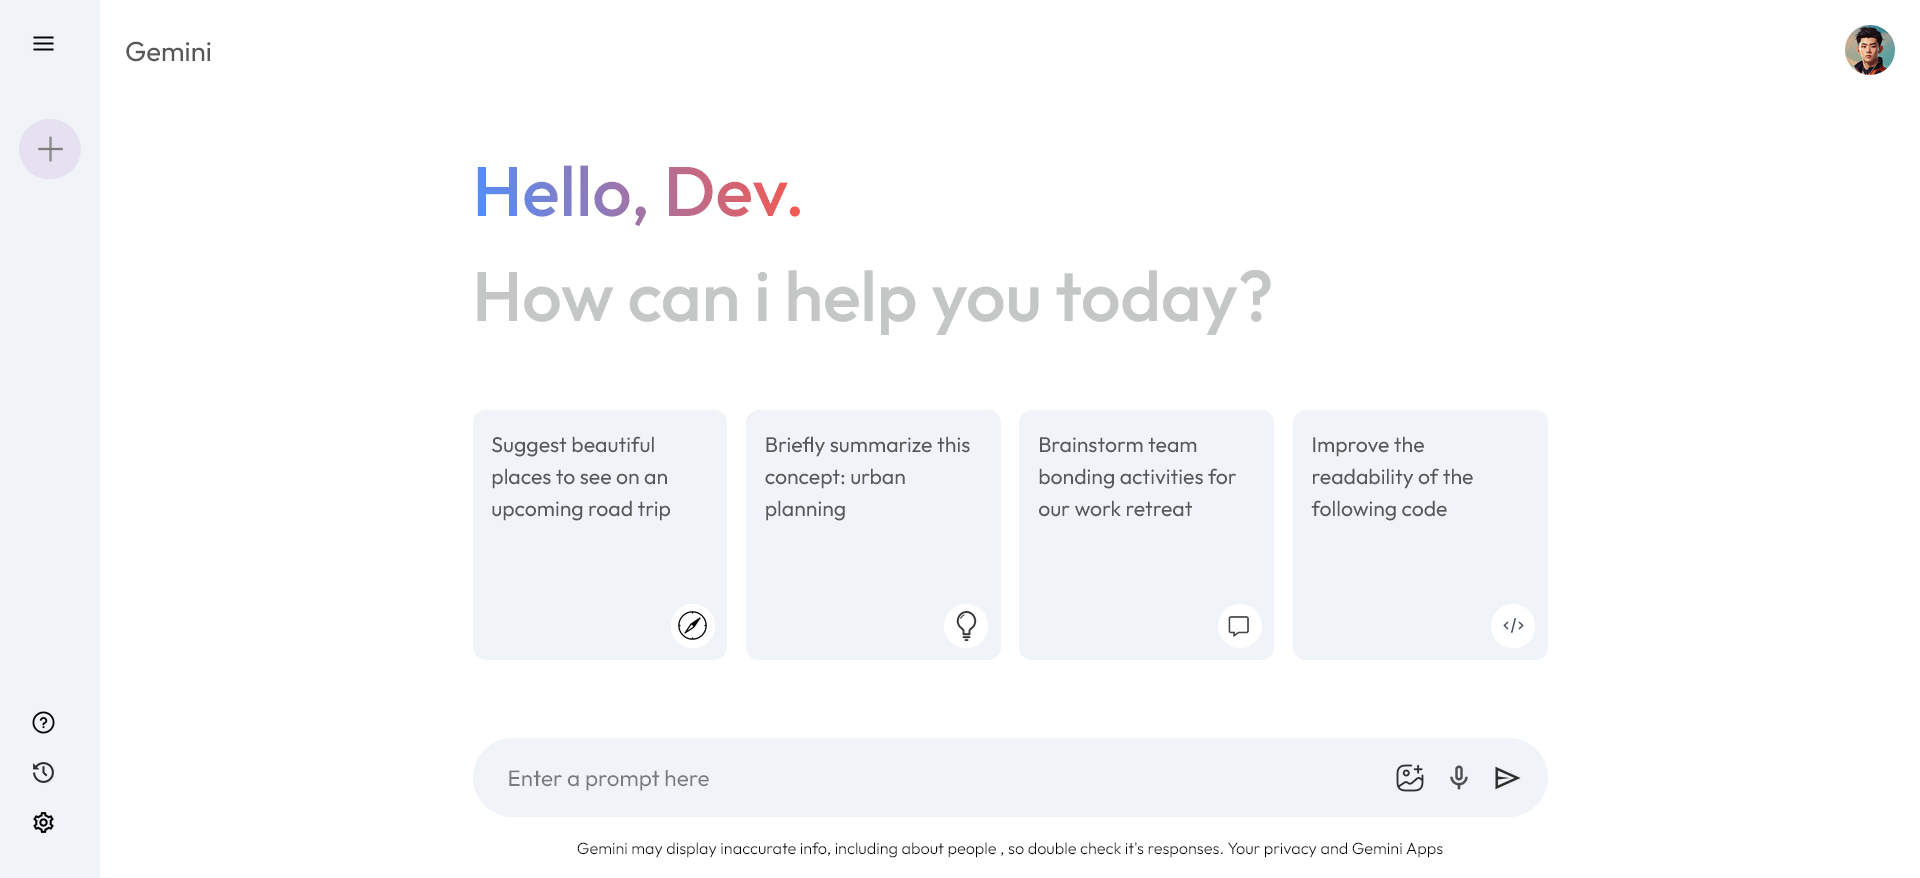 Gemini
Hello, Dev.
How can i help you today?
Suggest beautiful
places to see on an
upcoming road trip
Briefly summarize this
concept: urban
planning
Brainstorm team
bonding activities for
our work retreat
Improve the
readability of the
following code
Enter a prompt here
Gemini may display inaccurate info, including about people , so double check it's responses. Your privacy and Gemini Apps